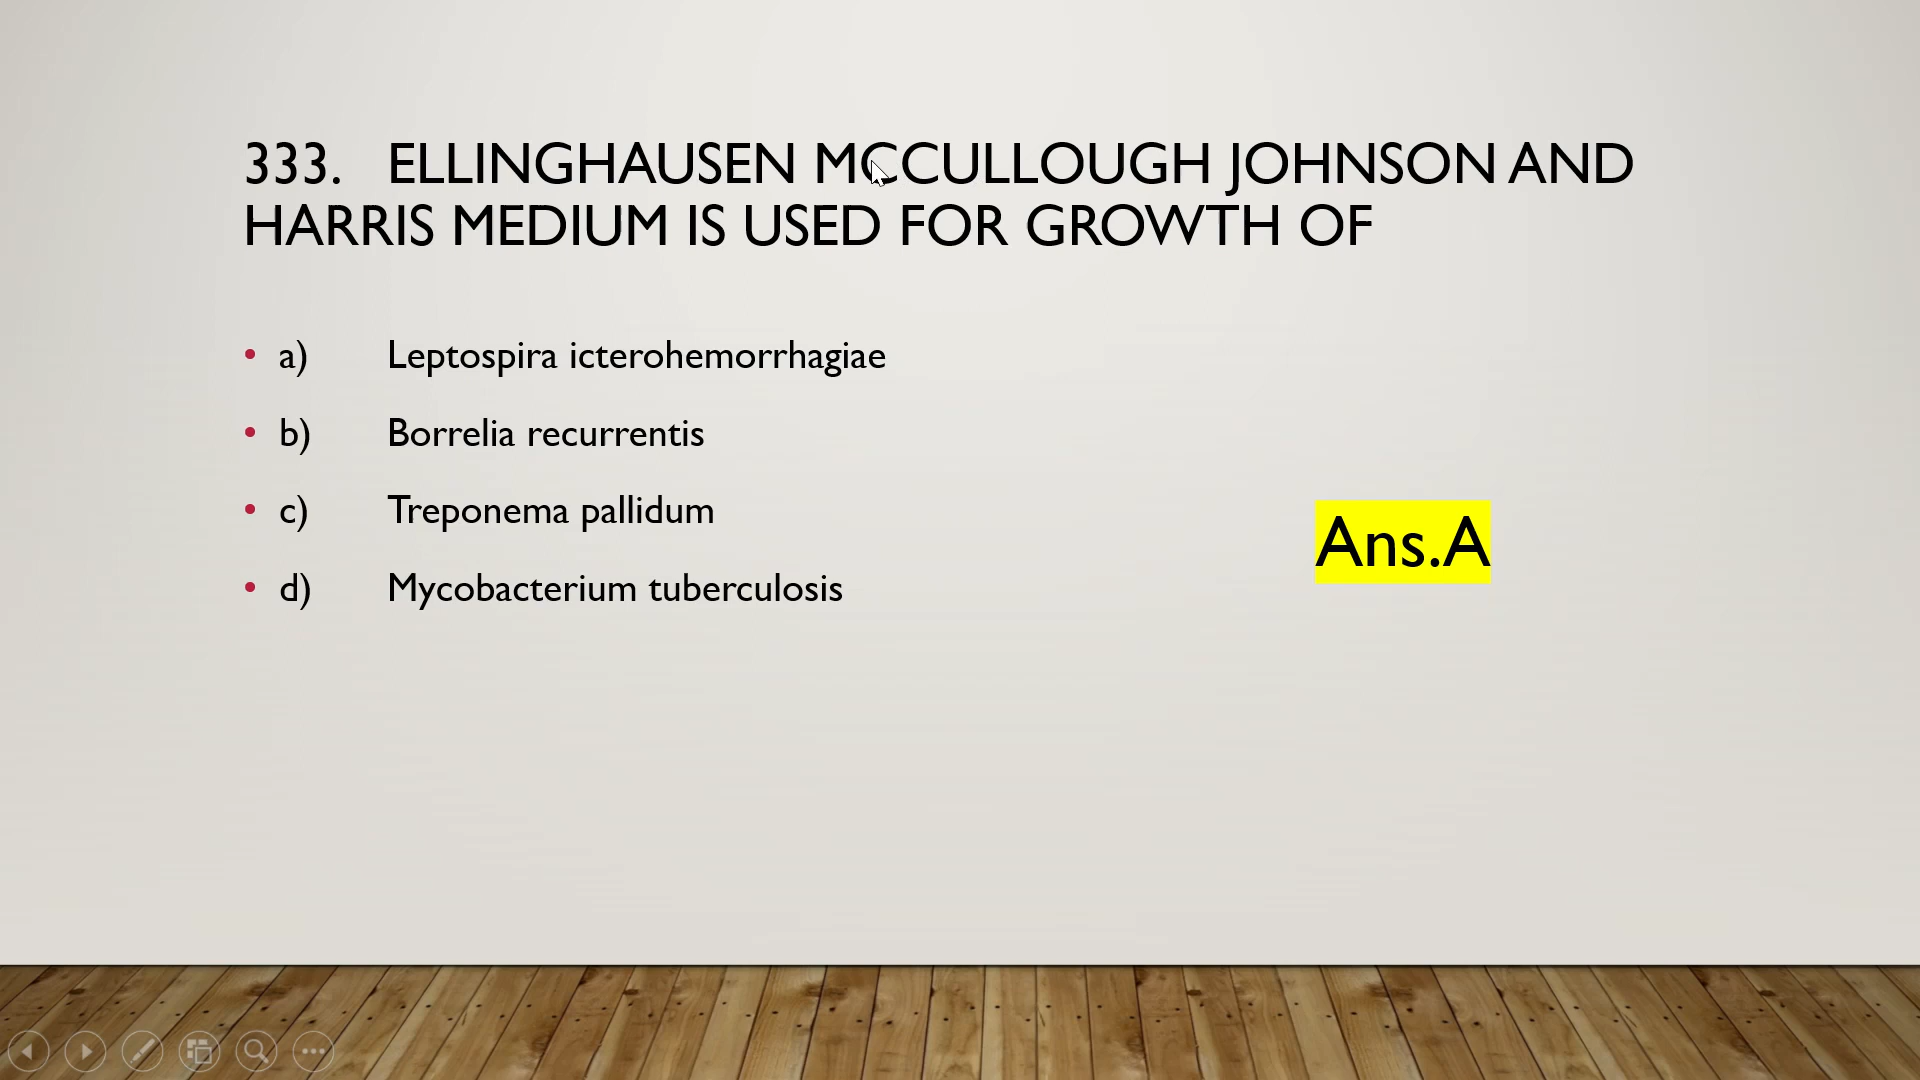 333. ELLINGHAUSEN MCCULLOUGH JOHNSON AND
HARRIS MEDIUM IS USED FOR GROWTH OF
• a) Leptospira icterohemorrhagiae
• b) Borrelia recurrentis
• c) Treponema pallidum
• d) Mycobacterium tuberculosis
Ans.A